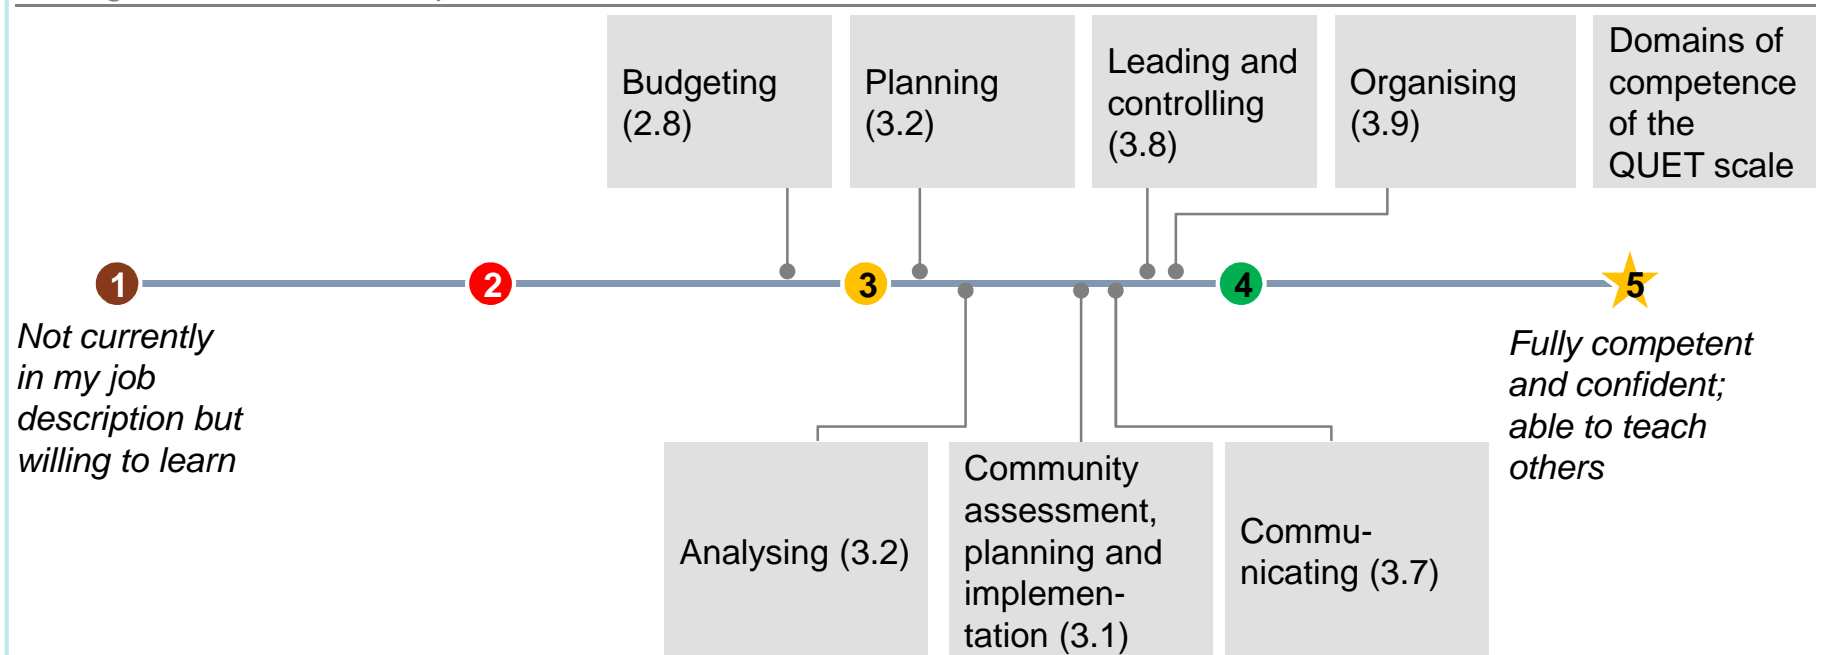 Budgeting
(2.8)
Planning
(3.2)
Leading and
controlling
(3.8)
Organising
(3.9)
Domains of
competence
of the
QUET scale
1
2
3
4
5
Not currently
in my job
description but
willing to learn
Fully competent
and confident;
able to teach
others
Analysing (3.2)
Community
assessment,
planning and
implemen-
tation (3.1)
Commu-
nicating (3.7)